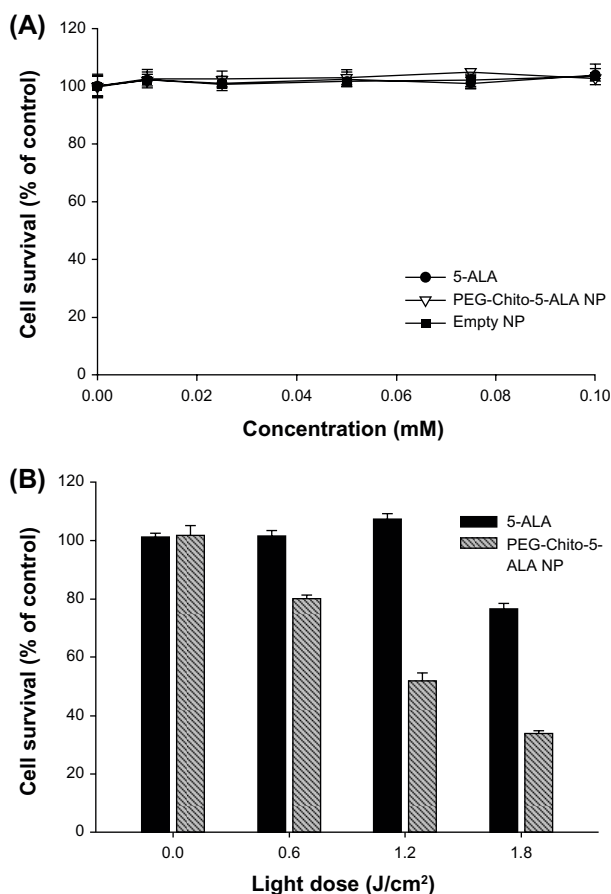 (A)
120
100
80
60
40
20
0
Cell survival (% of control)
5-ALA
PEG-Chito-5-ALA NP
Empty NP
0.00 0.02 0.04 0.06 0.08 0.10
Concentration (mM)
(B)
120
100
80
60
40
20
0
Cell survival (% of control)
5-ALA
PEG-Chito-5-
ALA NP
0.0 0.6 1.2 1.8
Light dose (J/cm²)